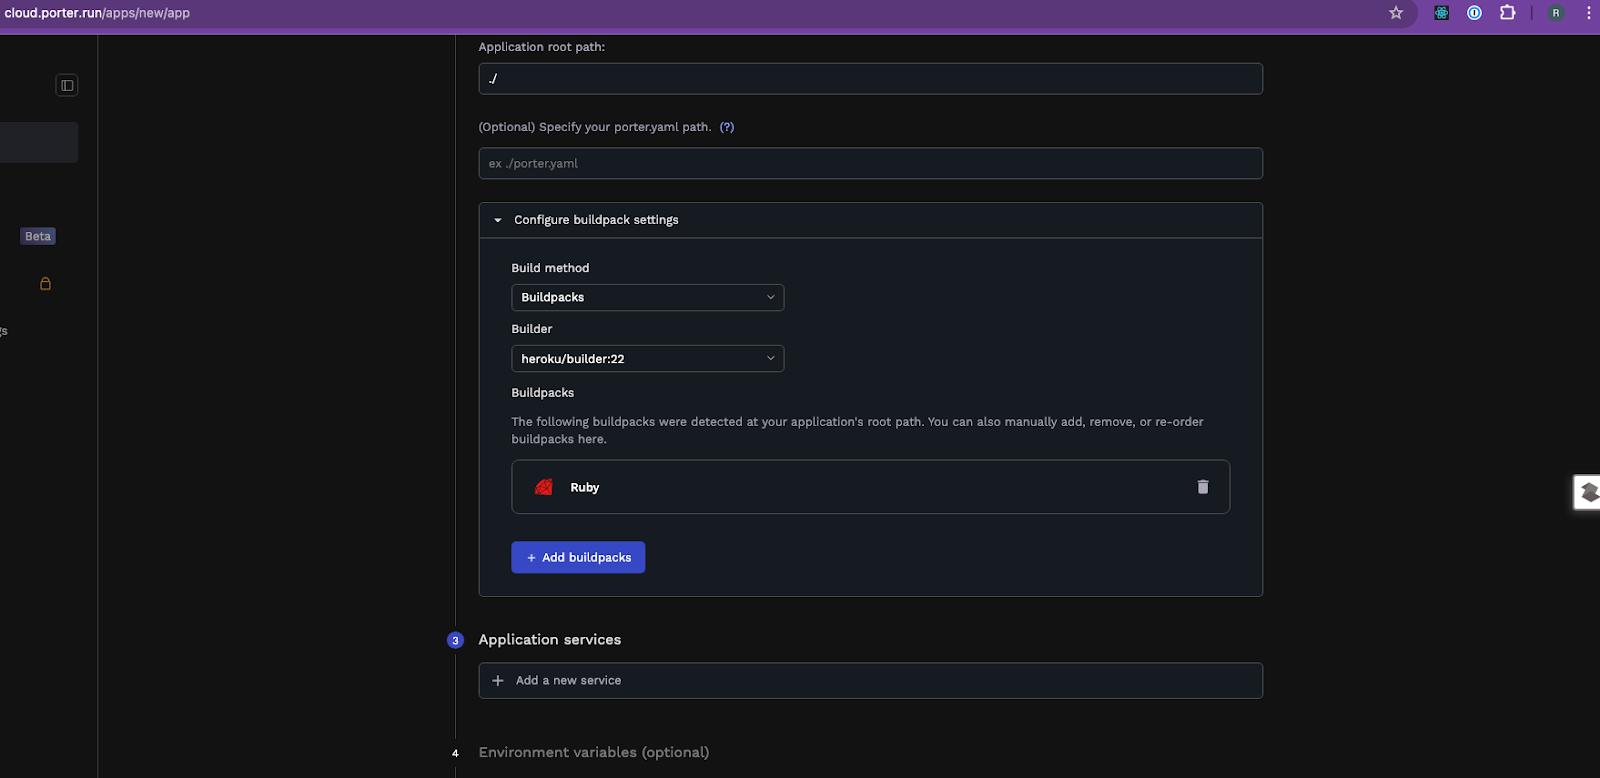 cloud.porter.run/apps/new/app
R
Application root path:
./
(Optional) Specify your porter.yaml path. (?)
ex ./porter.yaml
Beta
Configure buildpack settings
Build method
Buildpacks
Builder
heroku/builder:22
Buildpacks
The following buildpacks were detected at your application's root path. You can also manually add, remove, or re-order
buildpacks here.
Ruby
+ Add buildpacks
3 Application services
+ Add a new service
4 Environment variables (optional)